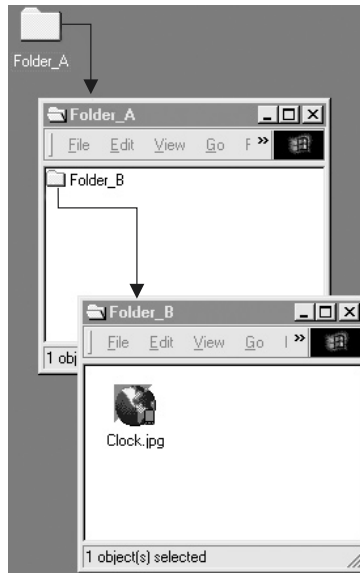 Folder_A
Folder_A
File Edit View Go F »
Folder_B
1 obj
Folder_B
File Edit View Go »
Clock.jpg
1 object(s) selected